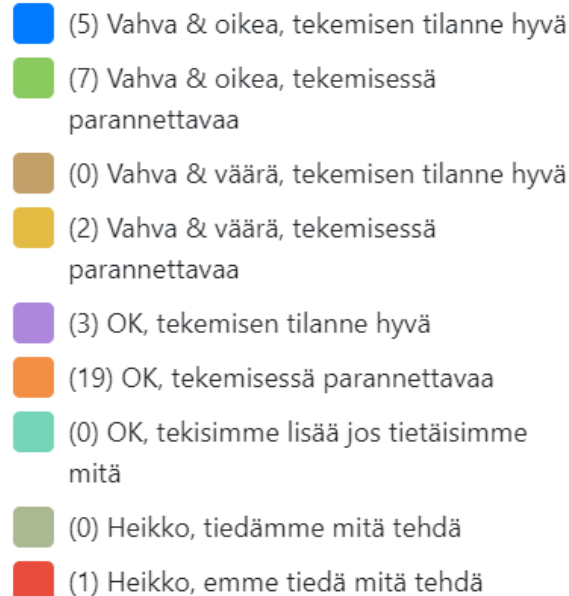 (5) Vahva & oikea, tekemisen tilanne hyvä
(7) Vahva & oikea, tekemisessä
parannettavaa
(0) Vahva & väärä, tekemisen tilanne hyvä
(2) Vahva & väärä, tekemisessä
parannettavaa
(3) OK, tekemisen tilanne hyvä
(19) OK, tekemisessä parannettavaa
(0) OK, tekisimme lisää jos tietäisimme
mitä
(0) Heikko, tiedämme mitä tehdä
(1) Heikko, emme tiedä mitä tehdä